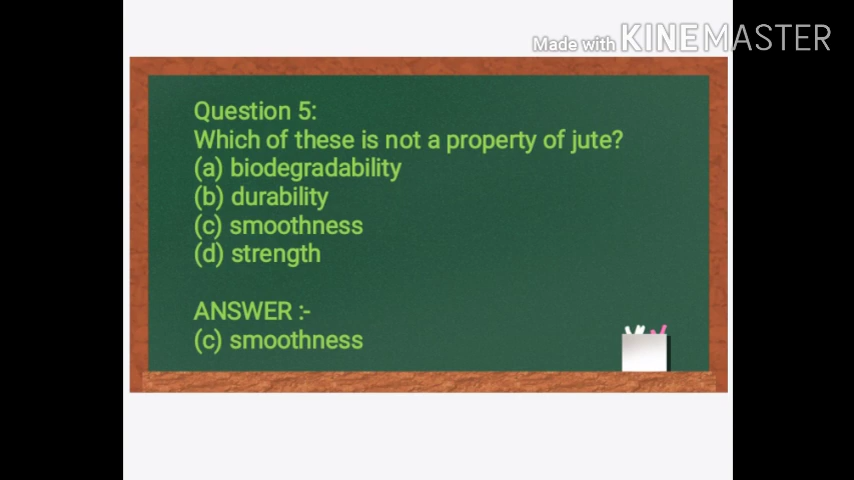 Made with KINEMASTER
Question 5:
Which of these is not a property of jute?
(a) biodegradability
(b) durability
(c) smoothness
(d) strength
ANSWER :-
(c) smoothness